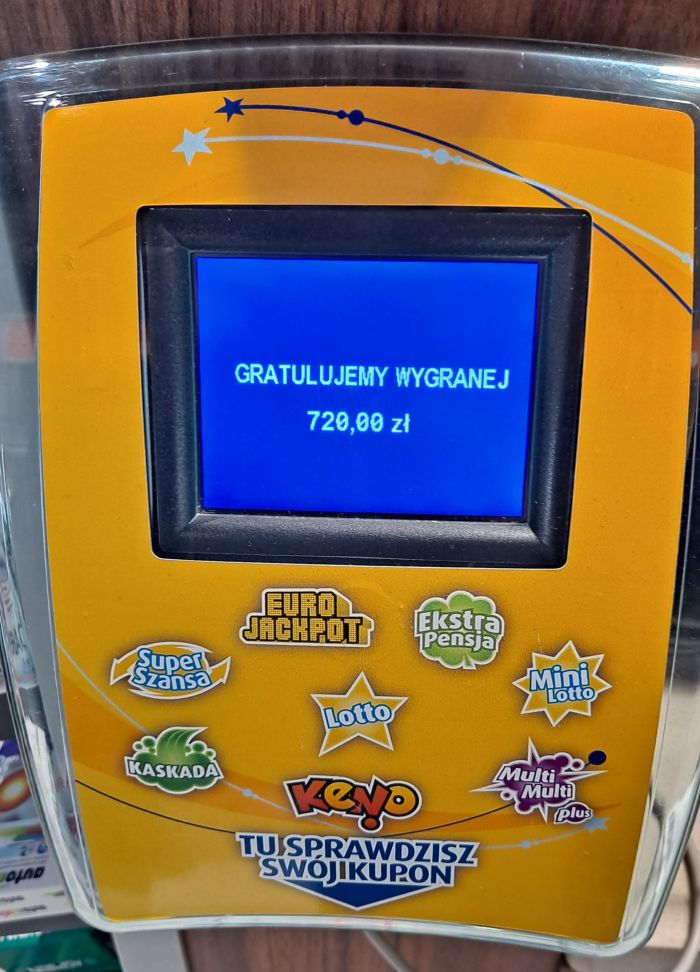 GRATULUJEMY WYGRANEJ
720,00 zł
EURO
JACKPOT
Ekstra
Pensja
Super
Szansa
Mini
Lotto
Lotto
KASKADA
Multi
Multi
plus
KENO
TU SPRAWDZISZ
SWÓJ KUPON